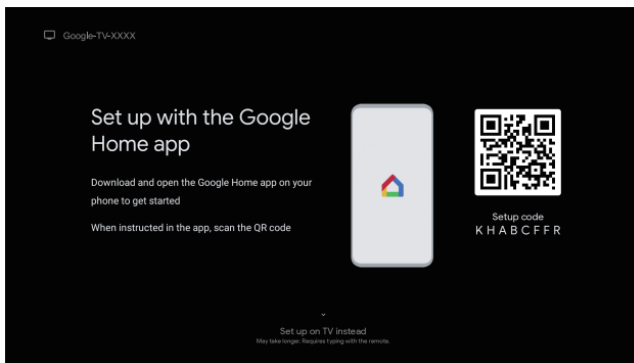 Google-TV-XXXX
Set up with the Google
Home app
Download and open the Google Home app on your
phone to get started
When instructed in the app, scan the QR code
Setup code
KHABCFFR
Set up on TV instead
May take longer. Requires typing with the remote.